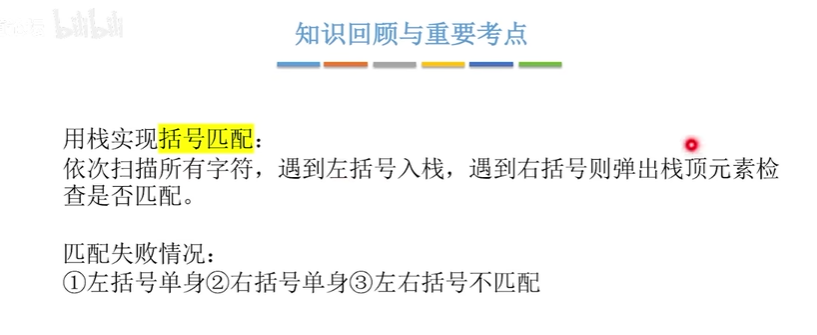 bilibili
知识回顾与重要考点
用栈实现括号匹配：
依次扫描所有字符，遇到左括号入栈，遇到右括号则弹出栈顶元素检
查是否匹配。
匹配失败情况：
①左括号单身②右括号单身③左右括号不匹配